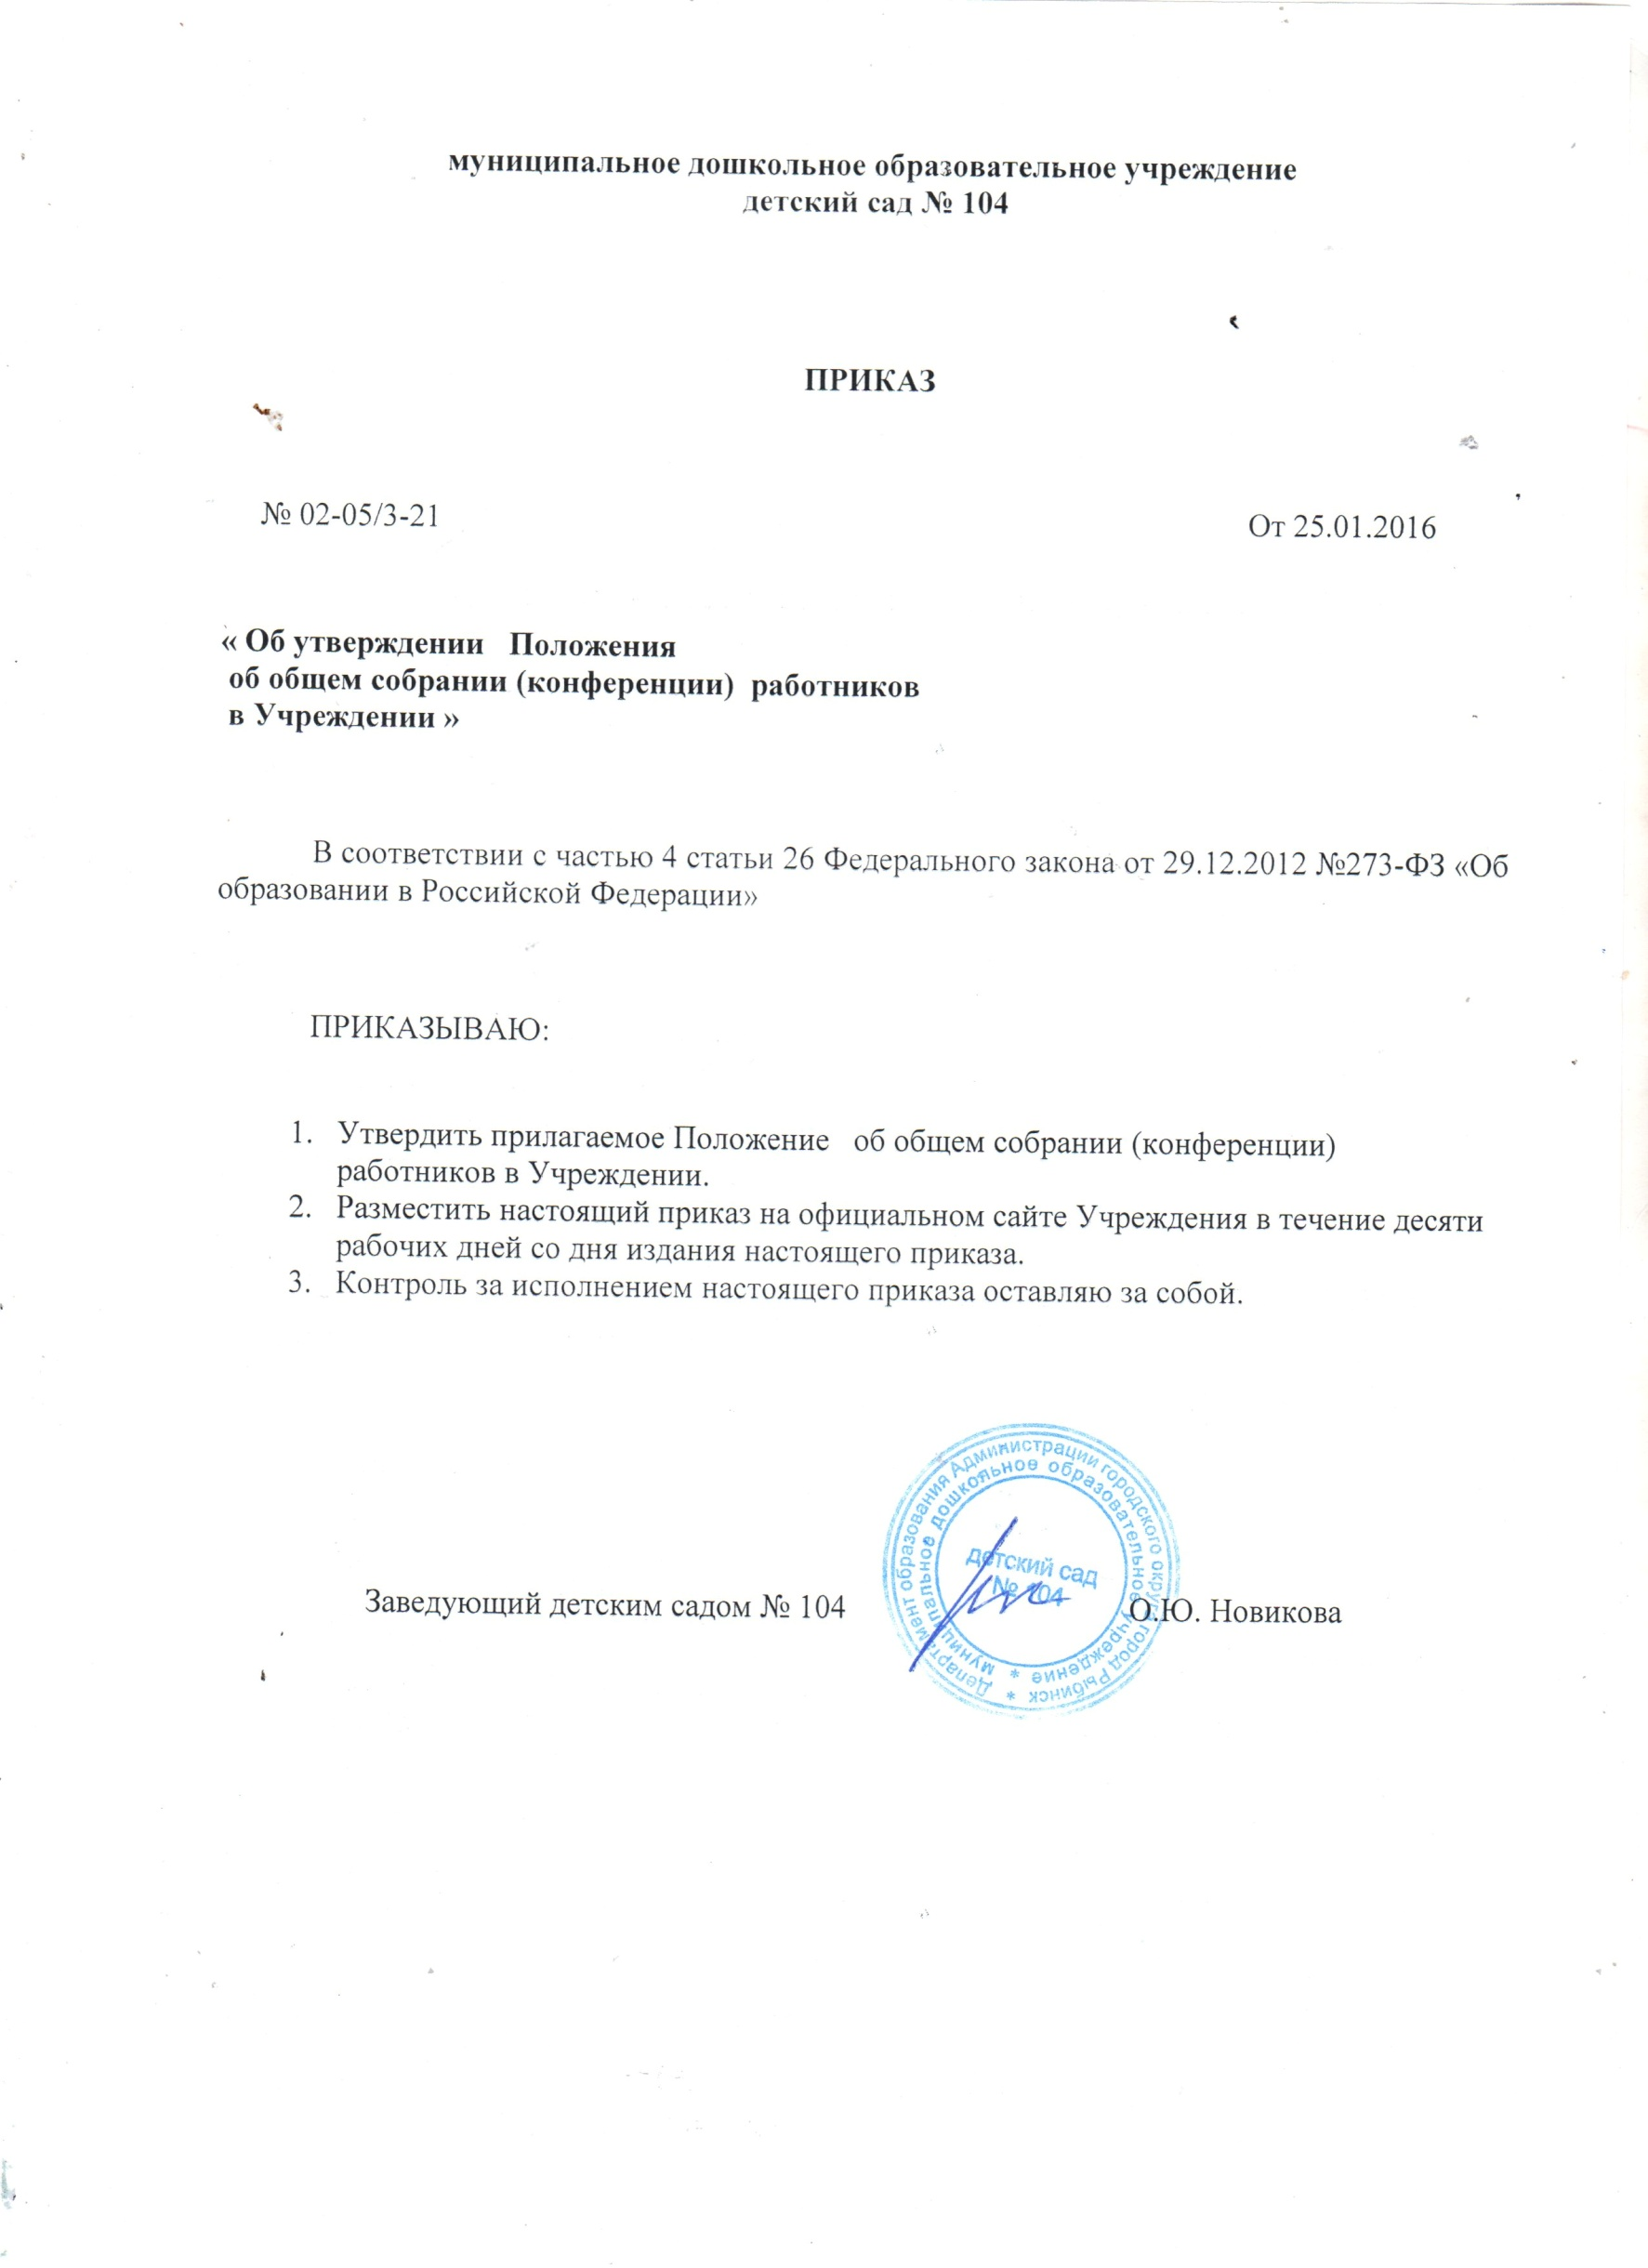 муниципальное дошкольное образовательное учреждение
детский сад № 104
ПРИКАЗ
№ 02-05/3-21
От 25.01.2016
« Об утверждении Положения
об общем собрании (конференции) работников
в Учреждении »
В соответствии с частью 4 статьи 26 Федерального закона от 29.12.2012 №273-ФЗ «Об
образовании в Российской Федерации»
ПРИКАЗЫВАЮ:
1. Утвердить прилагаемое Положение об общем собрании (конференции)
работников в Учреждении.
2. Разместить настоящий приказ на официальном сайте Учреждения в течение десяти
рабочих дней со дня издания настоящего приказа.
3. Контроль за исполнением настоящего приказа оставляю за собой.
Заведующий детским садом № 104
О.Ю. Новикова
Департамент образования Администрации городского округа город Рыбинск *
муниципальное дошкольное образовательное учреждение *
детский сад
№ 104